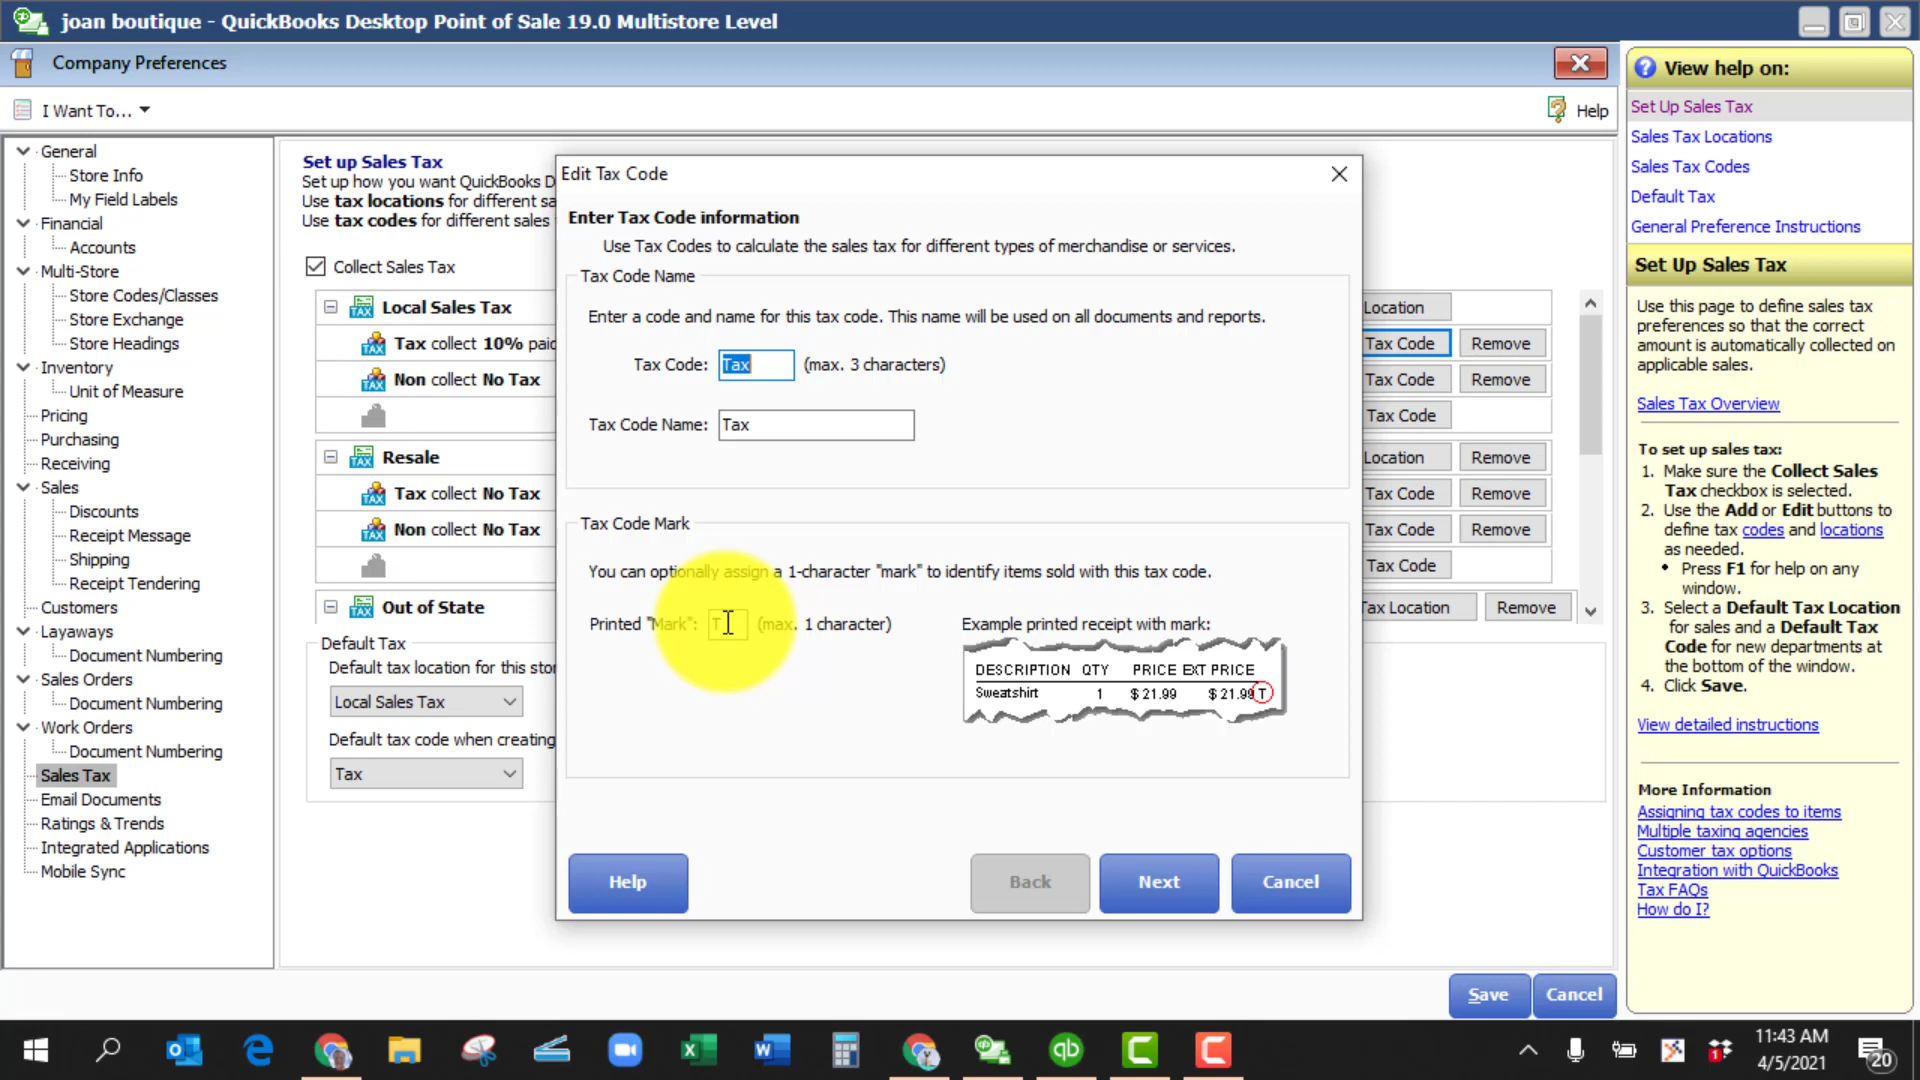 joan boutique - QuickBooks Desktop Point of Sale 19.0 Multistore Level
Company Preferences
I Want To...
Help
General
Store Info
My Field Labels
Financial
Accounts
Multi-Store
Store Codes/Classes
Store Exchange
Store Headings
Inventory
Unit of Measure
Pricing
Purchasing
Receiving
Sales
Discounts
Receipt Message
Shipping
Receipt Tendering
Customers
Layaways
Document Numbering
Sales Orders
Document Numbering
Work Orders
Document Numbering
Sales Tax
Email Documents
Ratings & Trends
Integrated Applications
Mobile Sync
Set up Sales Tax
Set up how you want QuickBooks D
Use tax locations for different sa
Use tax codes for different sales
Collect Sales Tax
TAX Local Sales Tax
TAX Tax collect 10% paid
TAX Non collect No Tax
TAX Resale
TAX Tax collect No Tax
TAX Non collect No Tax
TAX Out of State
Default Tax
Default tax location for this stor
Local Sales Tax
Default tax code when creating
Tax
Edit Tax Code
Enter Tax Code information
Use Tax Codes to calculate the sales tax for different types of merchandise or services.
Tax Code Name
Enter a code and name for this tax code. This name will be used on all documents and reports.
Tax Code: Tax (max. 3 characters)
Tax Code Name: Tax
Tax Code Mark
You can optionally assign a 1-character "mark" to identify items sold with this tax code.
Printed "Mark": T (max. 1 character)
Example printed receipt with mark:
DESCRIPTION QTY PRICE EXT PRICE
Sweatshirt 1 $ 21.99 $ 21.99 T
Help
Back
Next
Cancel
Location
Tax Code Remove
Tax Code Remove
Tax Code
Location Remove
Tax Code Remove
Tax Code Remove
Tax Code
Tax Location Remove
Save
Cancel
View help on:
Set Up Sales Tax
Sales Tax Locations
Sales Tax Codes
Default Tax
General Preference Instructions
Set Up Sales Tax
Use this page to define sales tax
preferences so that the correct
amount is automatically collected on
applicable sales.
Sales Tax Overview
To set up sales tax:
1. Make sure the Collect Sales
Tax checkbox is selected.
2. Use the Add or Edit buttons to
define tax codes and locations
as needed.
• Press F1 for help on any
window.
3. Select a Default Tax Location
for sales and a Default Tax
Code for new departments at
the bottom of the window.
4. Click Save.
View detailed instructions
More Information
Assigning tax codes to items
Multiple taxing agencies
Customer tax options
Integration with QuickBooks
Tax FAQs
How do I?
11:43 AM
4/5/2021
20